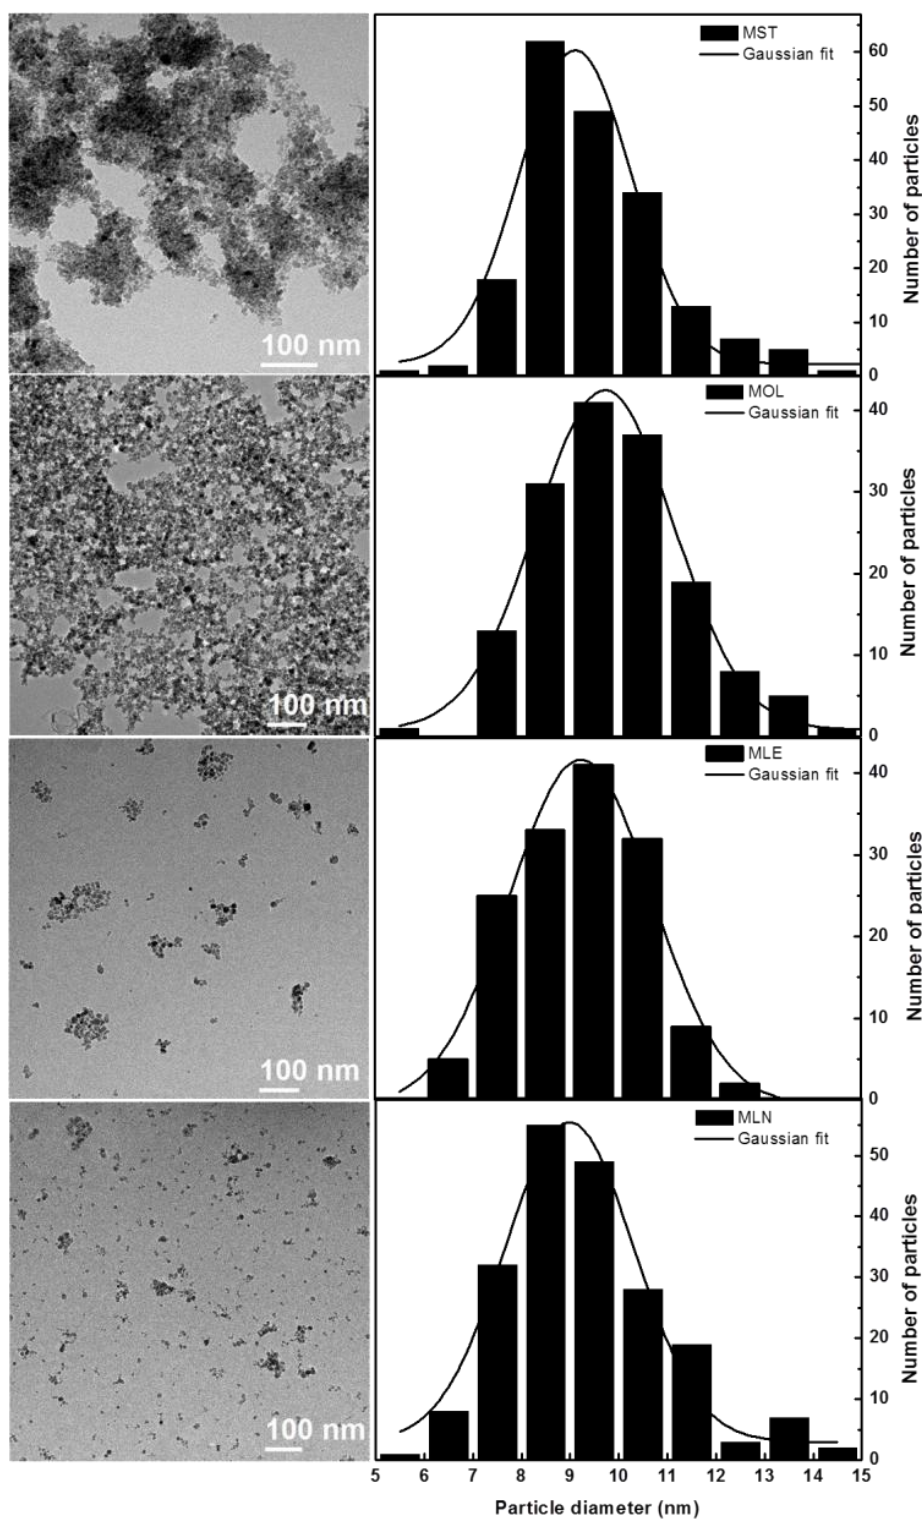 MST
Gaussian fit
60
50
40
30
20
10
0
Number of particles
100 nm
MOL
Gaussian fit
40
30
20
10
0
Number of particles
100 nm
MLE
Gaussian fit
40
30
20
10
0
Number of particles
100 nm
MLN
Gaussian fit
50
40
30
20
10
0
Number of particles
100 nm
5 6 7 8 9 10 11 12 13 14 15
Particle diameter (nm)